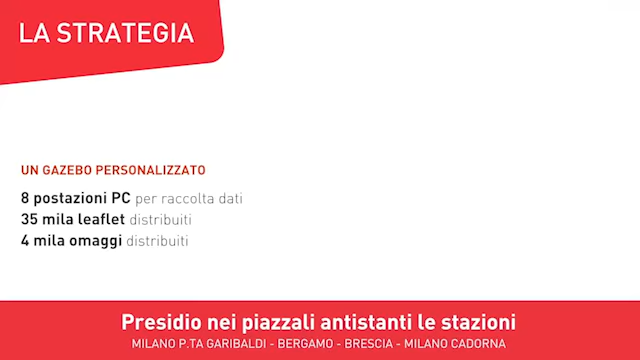 LA STRATEGIA
UN GAZEBO PERSONALIZZATO
8 postazioni PC per raccolta dati
35 mila leaflet distribuiti
4 mila omaggi distribuiti
Presidio nei piazzali antistanti le stazioni
MILANO P.TA GARIBALDI - BERGAMO - BRESCIA - MILANO CADORNA